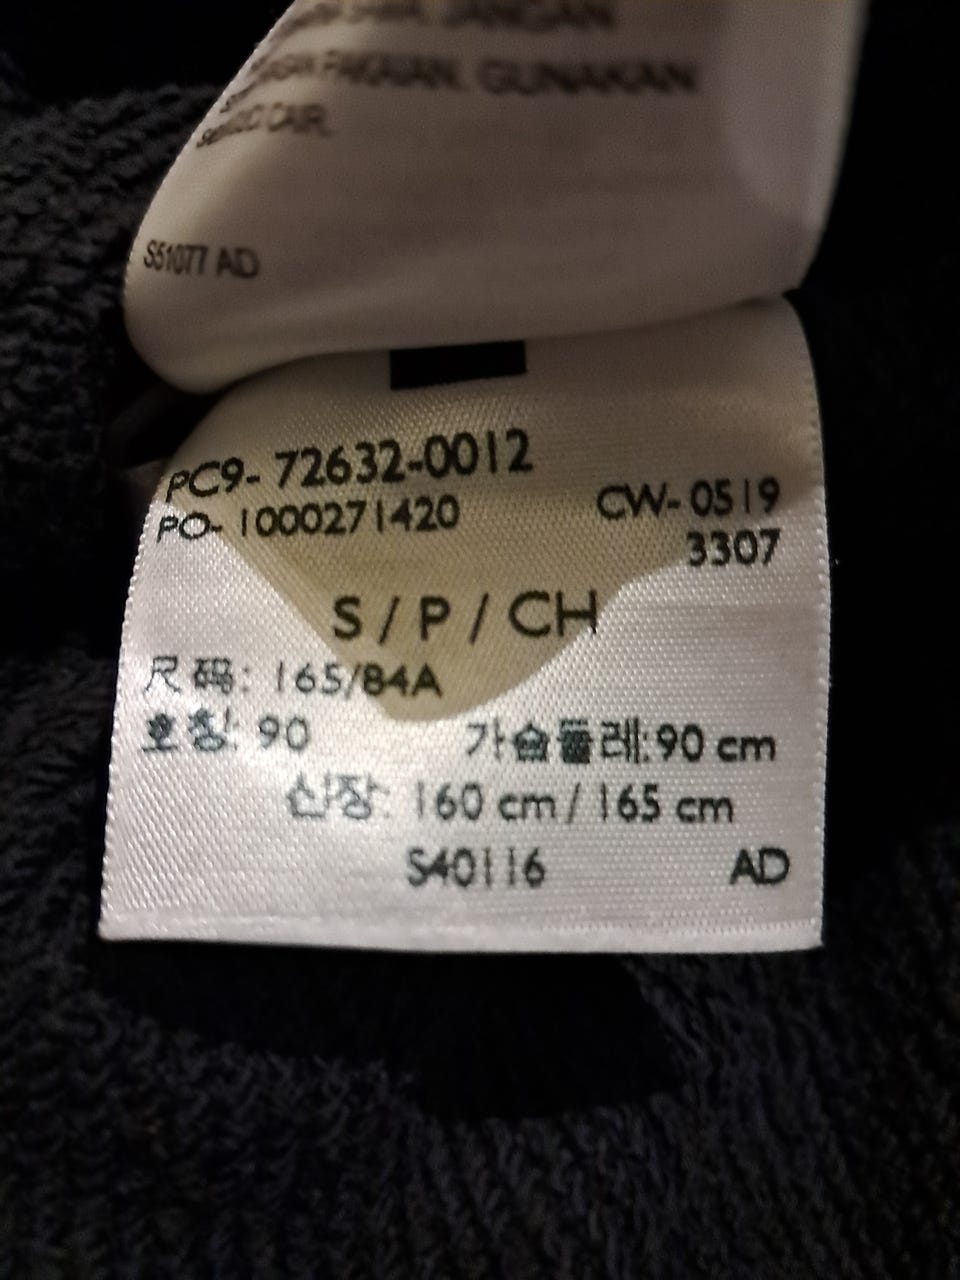 JANGAN
PAKAIAN. GUNAKAN
CAIR.
S51077 AD
PC9- 72632-0012
PO- 1000271420
CW- 0519
3307
S / P / CH
尺码: 165/84A
호칭: 90 가슴둘레: 90 cm
신장: 160 cm / 165 cm
S40116 AD